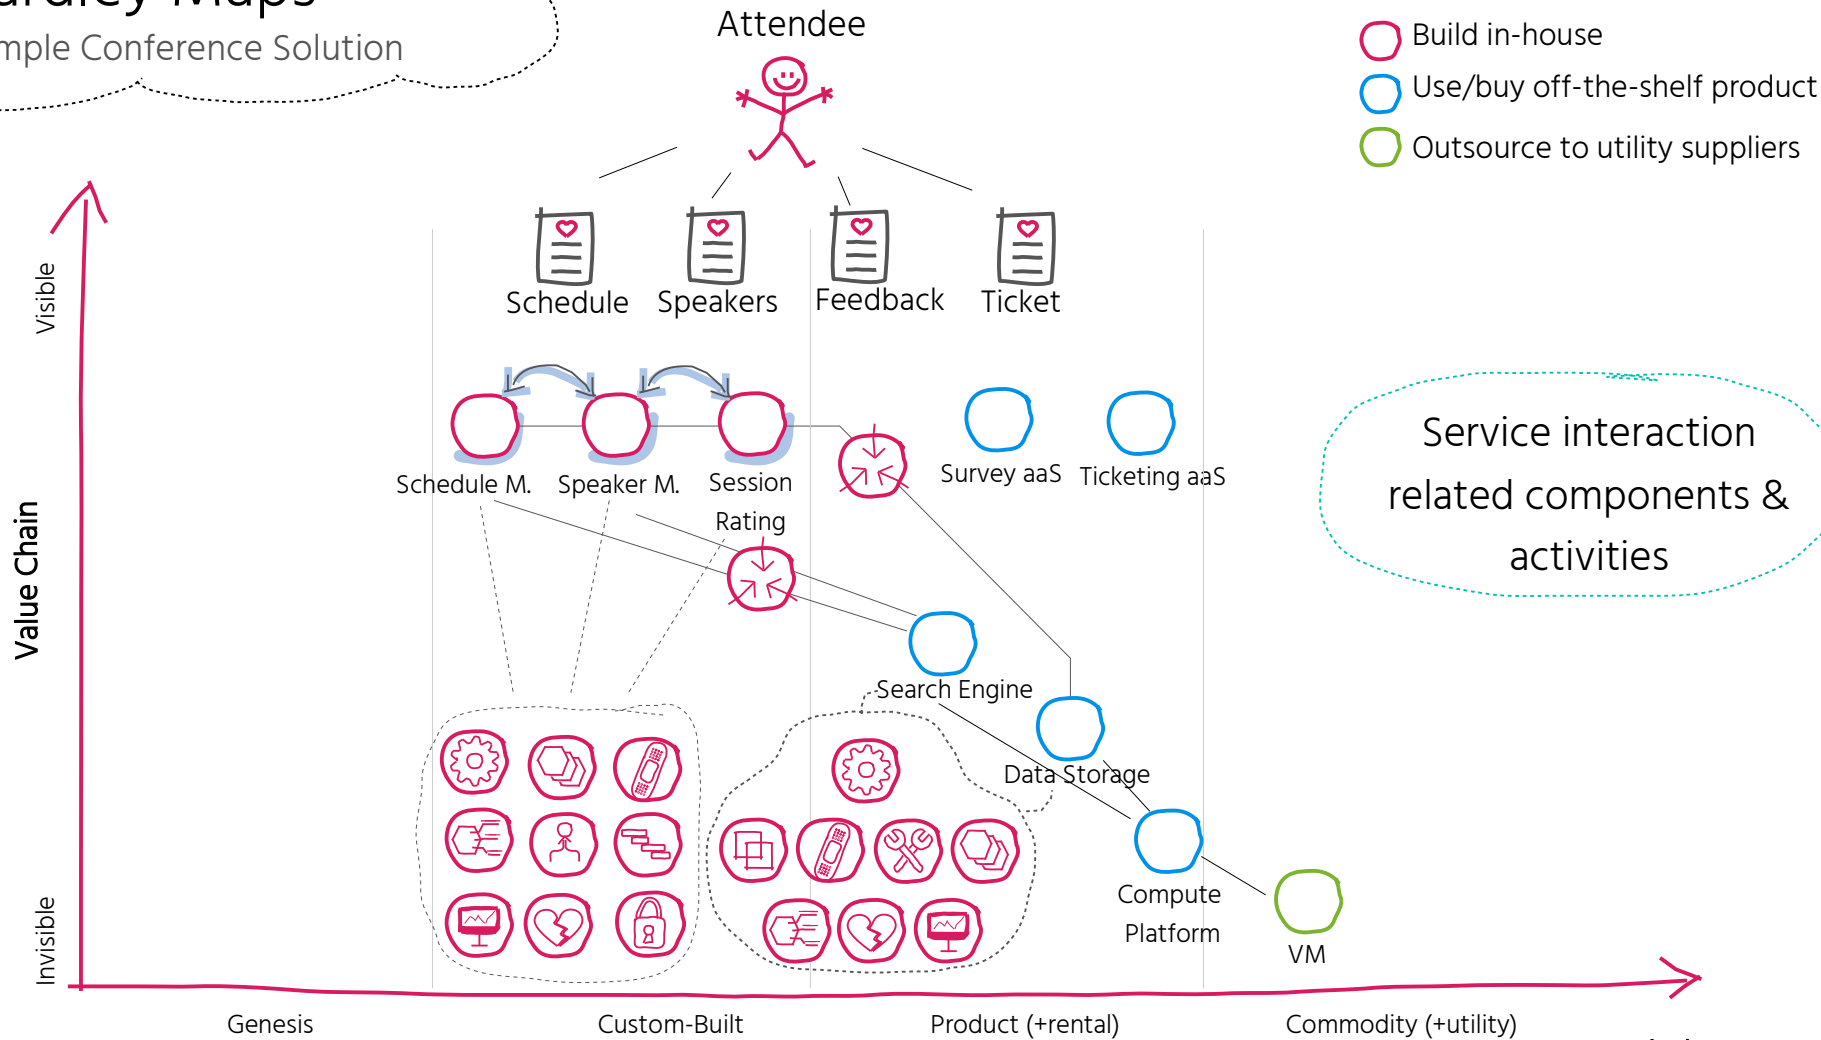 Maps
Conference Solution
Attendee
Build in-house
Use/buy off-the-shelf product
Outsource to utility suppliers
Visible
Value Chain
Invisible
Schedule
Speakers
Feedback
Ticket
Schedule M.
Speaker M.
Session
Rating
Survey aaS
Ticketing aaS
Service interaction
related components &
activities
Search Engine
Data Storage
Compute
Platform
VM
Genesis
Custom-Built
Product (+rental)
Commodity (+utility)